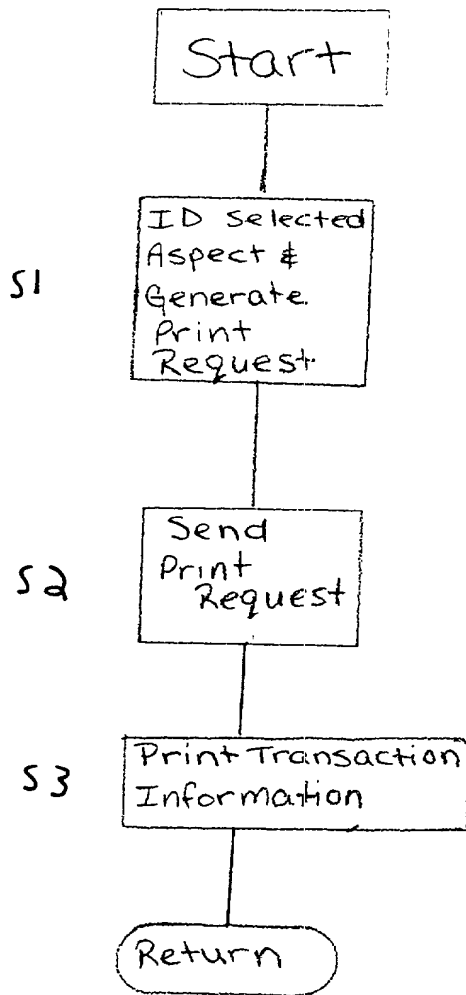 Start
S1
ID Selected
Aspect &
Generate
Print
Request.
S2
Send
Print
Request
S3
Print Transaction
Information
Return